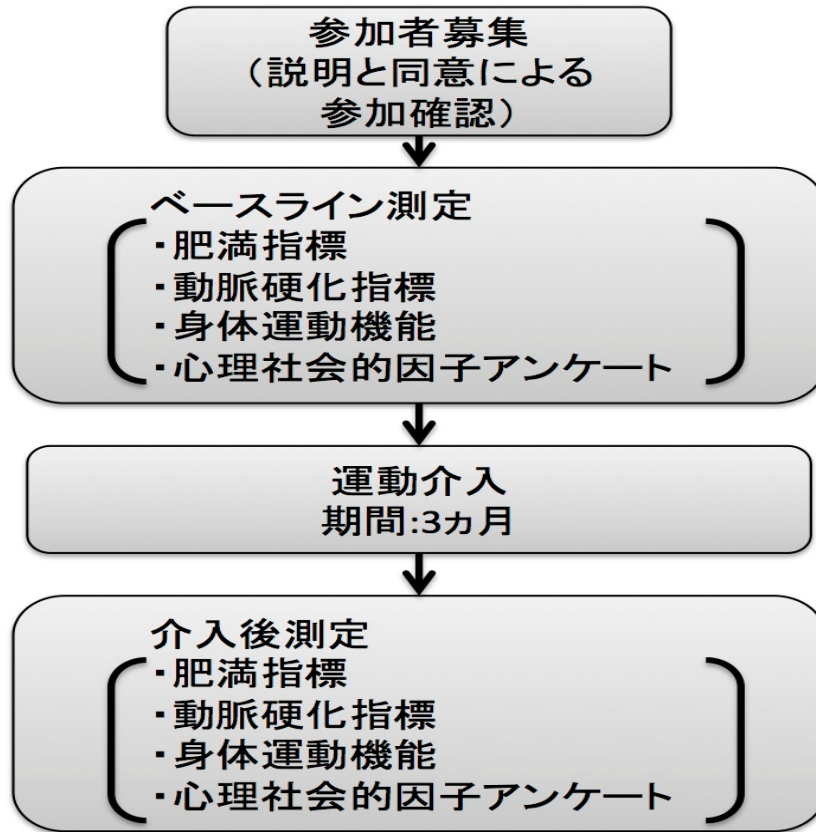 参加者募集
（説明と同意による
参加確認）
ベースライン測定
・肥満指標
・動脈硬化指標
・身体運動機能
・心理社会的因子アンケート
運動介入
期間:3ヵ月
介入後測定
・肥満指標
・動脈硬化指標
・身体運動機能
・心理社会的因子アンケート